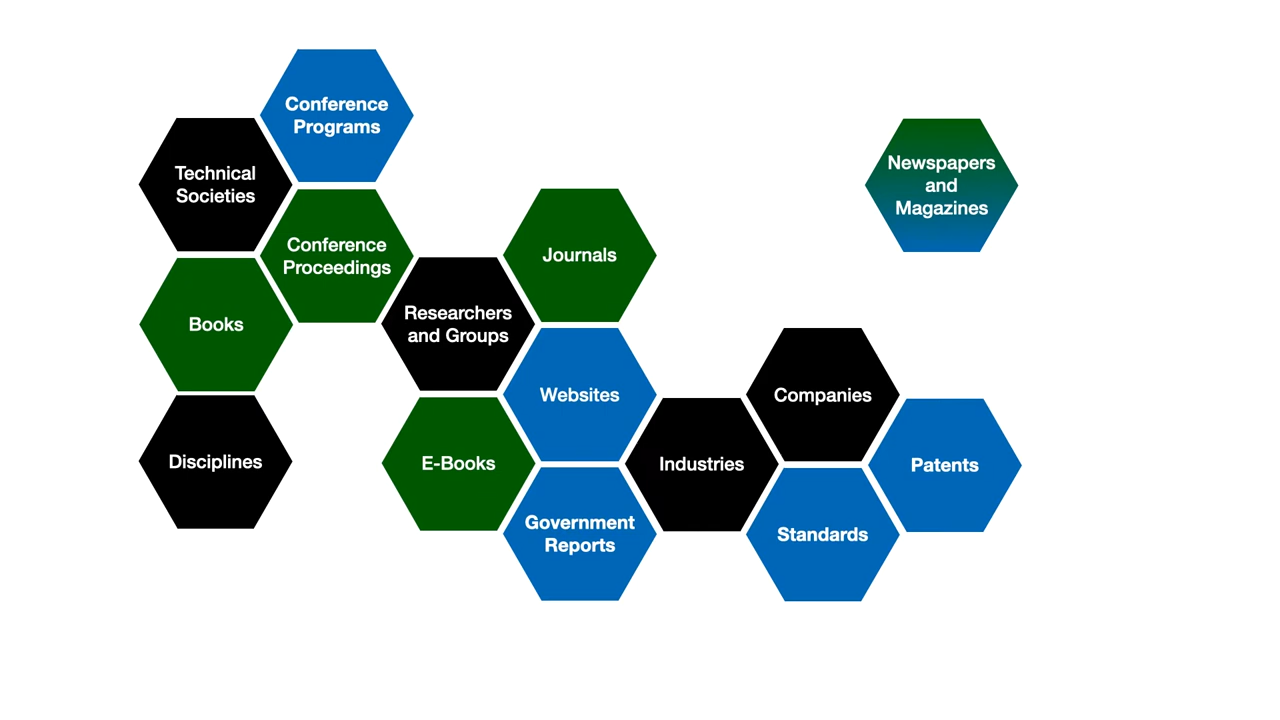 Conference
Programs
Technical
Societies
Newspapers
and
Magazines
Conference
Proceedings
Journals
Books
Researchers
and Groups
Websites
Companies
Disciplines
E-Books
Industries
Patents
Government
Reports
Standards